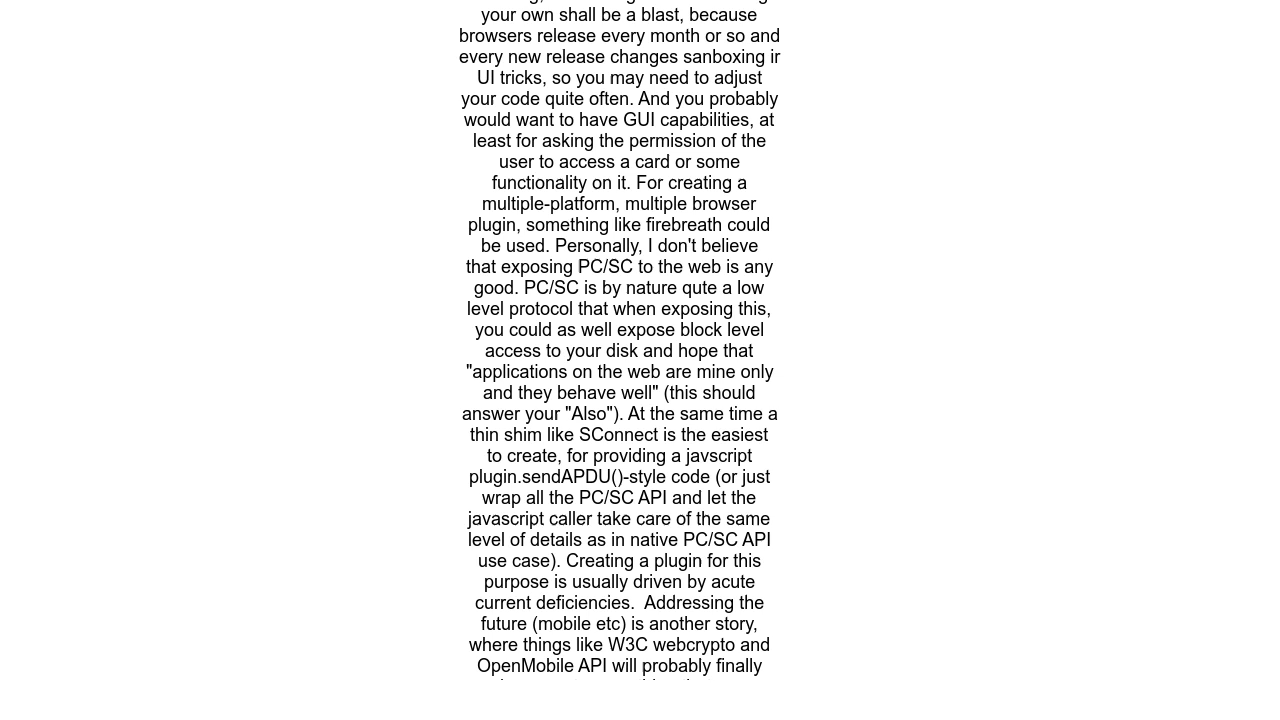 your own shall be a blast, because
browsers release every month or so and
every new release changes sanboxing ir
UI tricks, so you may need to adjust
your code quite often. And you probably
would want to have GUI capabilities, at
least for asking the permission of the
user to access a card or some
functionality on it. For creating a
multiple-platform, multiple browser
plugin, something like firebreath could
be used. Personally, I don't believe
that exposing PC/SC to the web is any
good. PC/SC is by nature qute a low
level protocol that when exposing this,
you could as well expose block level
access to your disk and hope that
"applications on the web are mine only
and they behave well" (this should
answer your "Also"). At the same time a
thin shim like SConnect is the easiest
to create, for providing a javscript
plugin.sendAPDU()-style code (or just
wrap all the PC/SC API and let the
javascript caller take care of the same
level of details as in native PC/SC API
use case). Creating a plugin for this
purpose is usually driven by acute
current deficiencies.  Addressing the
future (mobile etc) is another story,
where things like W3C webcrypto and
OpenMobile API will probably finally